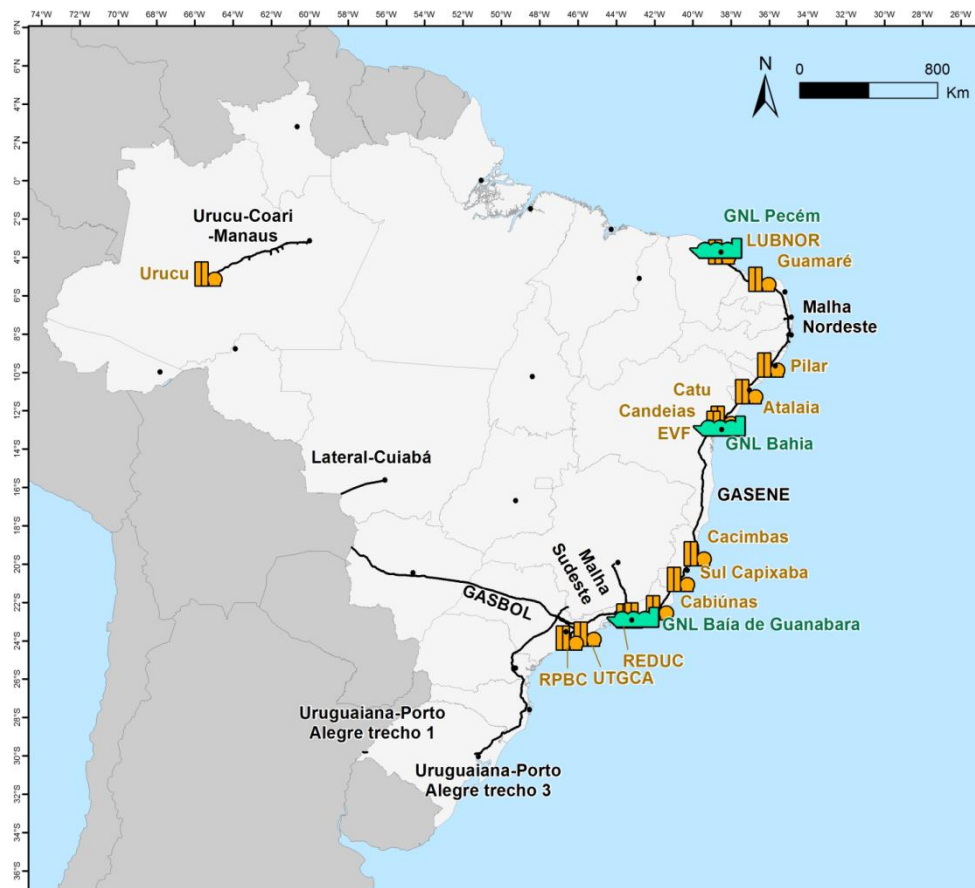 74°W 72°W 70°W 68°W 66°W 64°W 62°W 60°W 58°W 56°W 54°W 52°W 50°W 48°W 46°W 44°W 42°W 40°W 39°W 36°W 35°W 32°W 30°W 28°W 26°W
8°N
6°N
4°N
2°N
0°
2°S
4°S
6°S
8°S
10°S
12°S
14°S
16°S
18°S
20°S
22°S
24°S
26°S
28°S
30°S
32°S
34°S
36°S
N
0 800
Km
Urucu-Coari
-Manaus
Urucu
GNL Pecém
LUBNOR
Guamaré
Malha
Nordeste
Pilar
Catu
Atalaia
Candeias
EVF
GNL Bahia
Lateral-Cuiabá
GASENE
Cacimbas
Malha
Sudeste
Sul Capixaba
GASBOL
Cabiúnas
GNL Baía de Guanabara
REDUC
RPBC
UTGCA
Uruguaiana-Porto
Alegre trecho 1
Uruguaiana-Porto
Alegre trecho 3